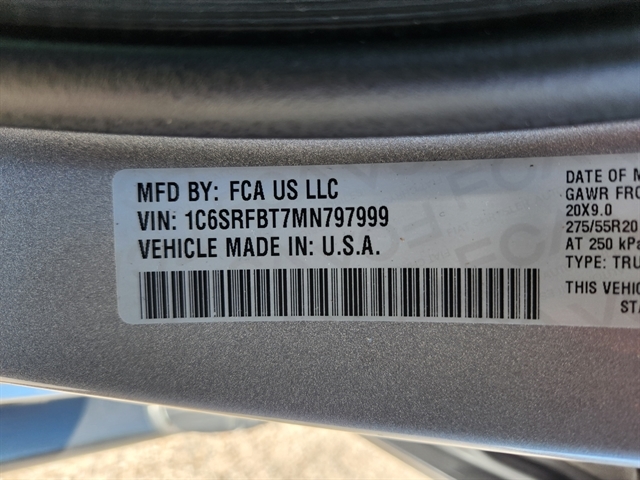 MFD BY: FCA US LLC
VIN: 1C6SRFBT7MN797999
VEHICLE MADE IN: U.S.A.
DATE OF M
GAWR FRO
20X9.0
275/55R20
AT 250 kPa
TYPE: TRU
THIS VEHIC
STA